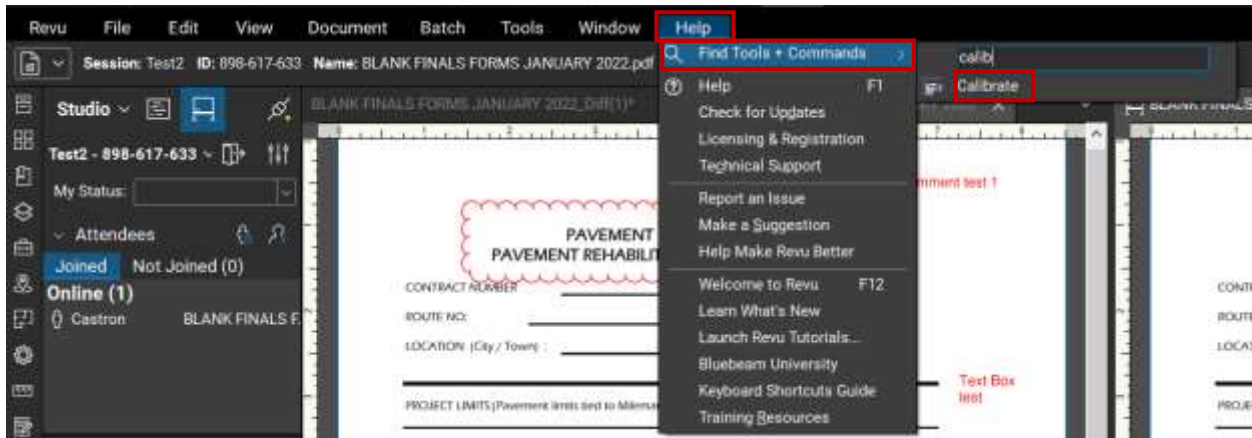 Revu File Edit View Document Batch Tools Window Help
Session: Test2 ID: 898-617-633 Name: BLANK FINALS FORMS JANUARY 2022.pdf
Find Tools + Commands
calib
Calibrate
Help F1
Check for Updates
Licensing & Registration
Technical Support
Report an Issue
Make a Suggestion
Help Make Revu Better
Welcome to Revu F12
Learn What's New
Launch Revu Tutorials...
Bluebeam University
Keyboard Shortcuts Guide
Training Resources
Studio
Test2 - 898-617-633
My Status:
Attendees
Joined Not Joined (0)
Online (1)
Castron BLANK FINALS F
BLANK FINALS FORMS JANUARY 2022_Diff(1)*
BLANK FINALS
mment test 1
PAVEMENT
PAVEMENT REHABILIT
CONTRACT NUMBER
ROUTE NO:
LOCATION (City / Town) :
PROJECT LIMITS (Pavement limits tied to Milemar
Text Box
test
CONT
ROUTE
LOCA
PROJE